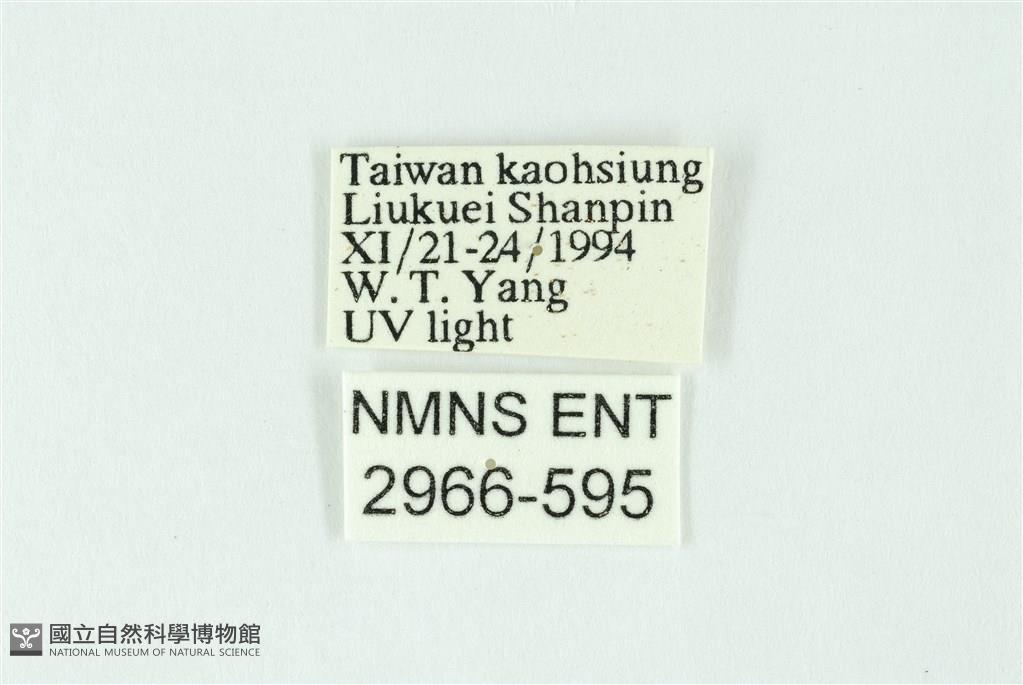 Taiwan kaohsiung
Liukuei Shanpin
XI/21-24/1994
W. T. Yang
UV light
NMNS ENT
2966-595
國立自然科學博物館
NATIONAL MUSEUM OF NATURAL SCIENCE